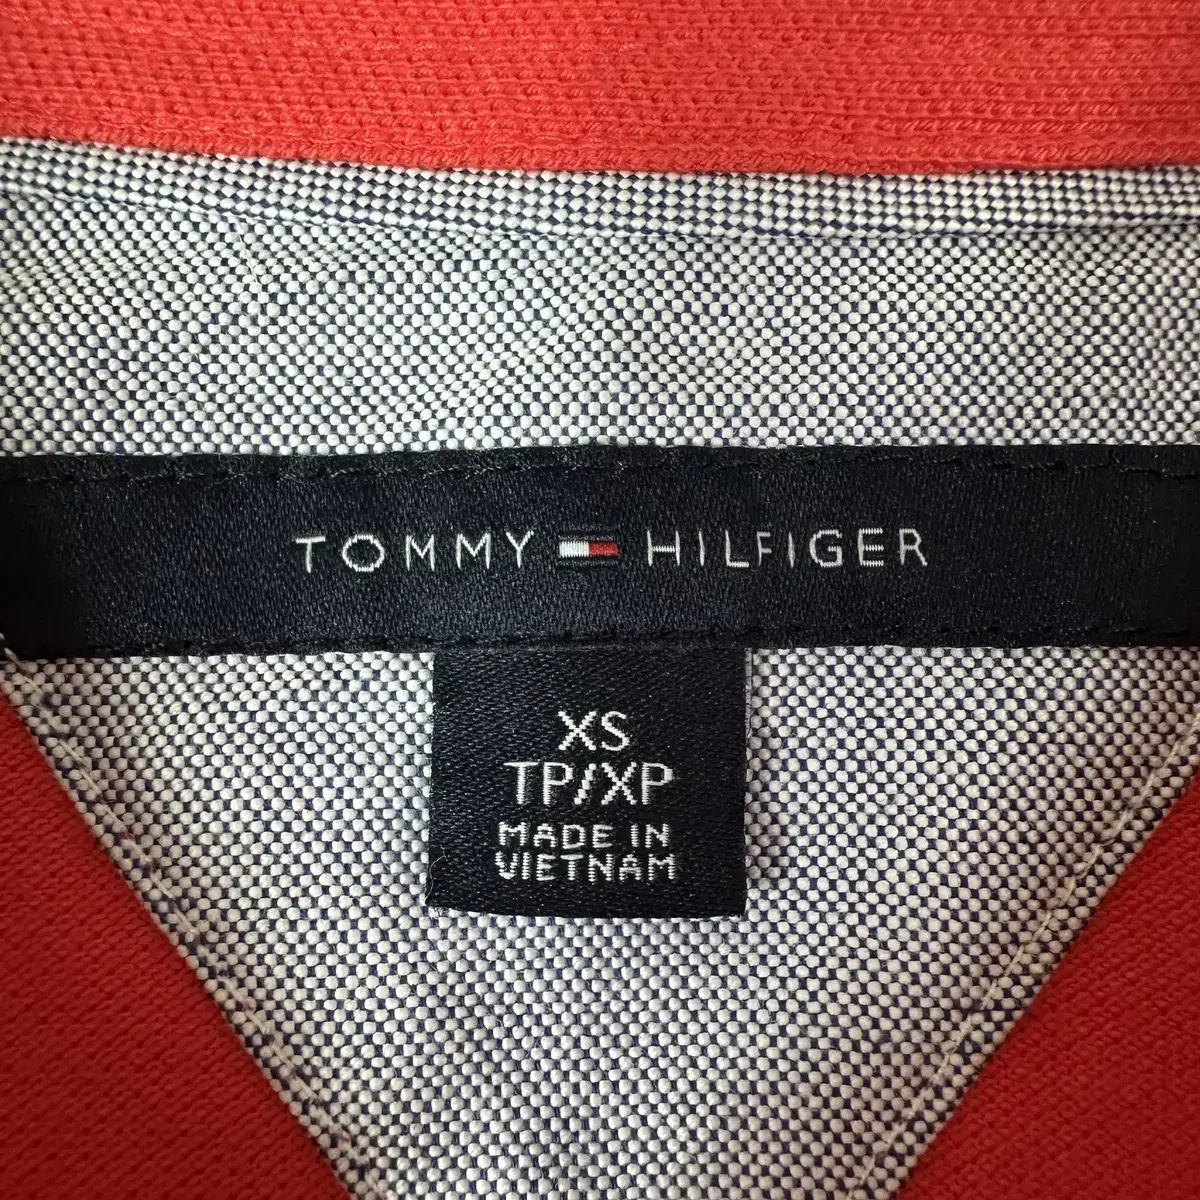 TOMMY HILFIGER
XS
TP/XP
MADE IN
VIETNAM